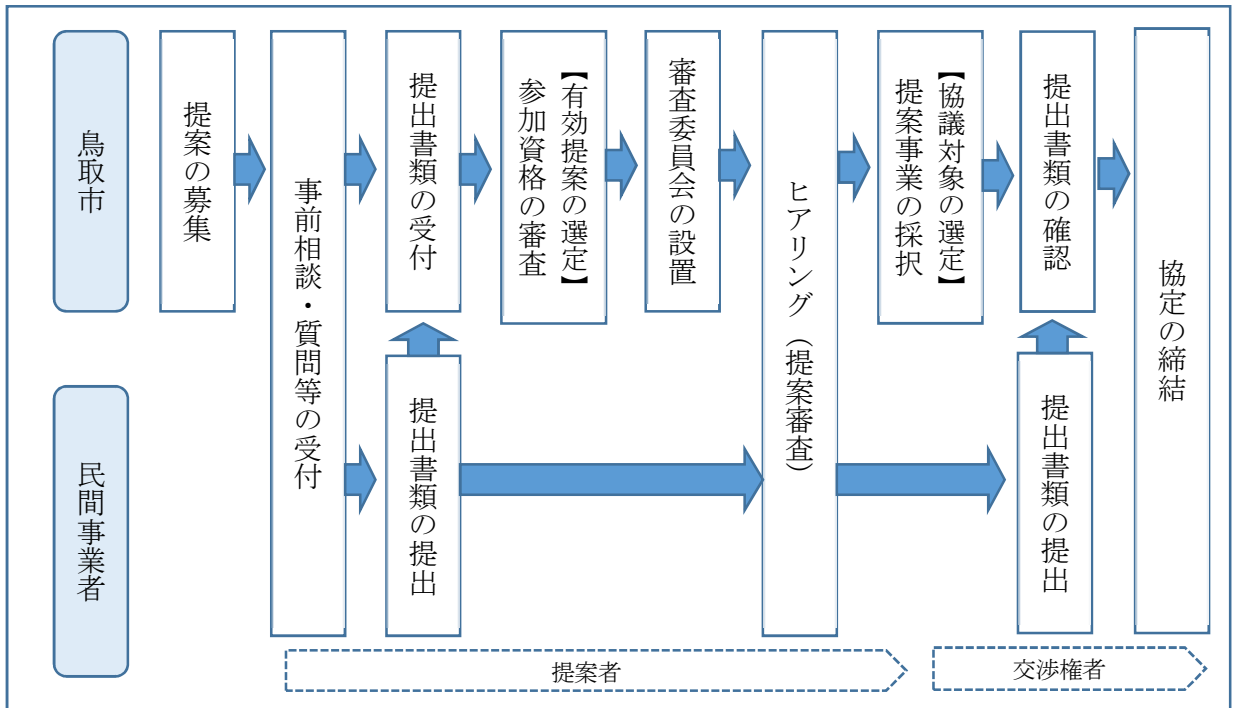 鳥取市
提案の募集
事前相談・質問等の受付
提出書類の受付
【有効提案の選定】
参加資格の審査
審査委員会の設置
ヒアリング（提案審査）
【協議対象の選定】
提案事業の採択
提出書類の確認
協定の締結
民間事業者
提出書類の提出
提出書類の提出
提案者
交渉権者